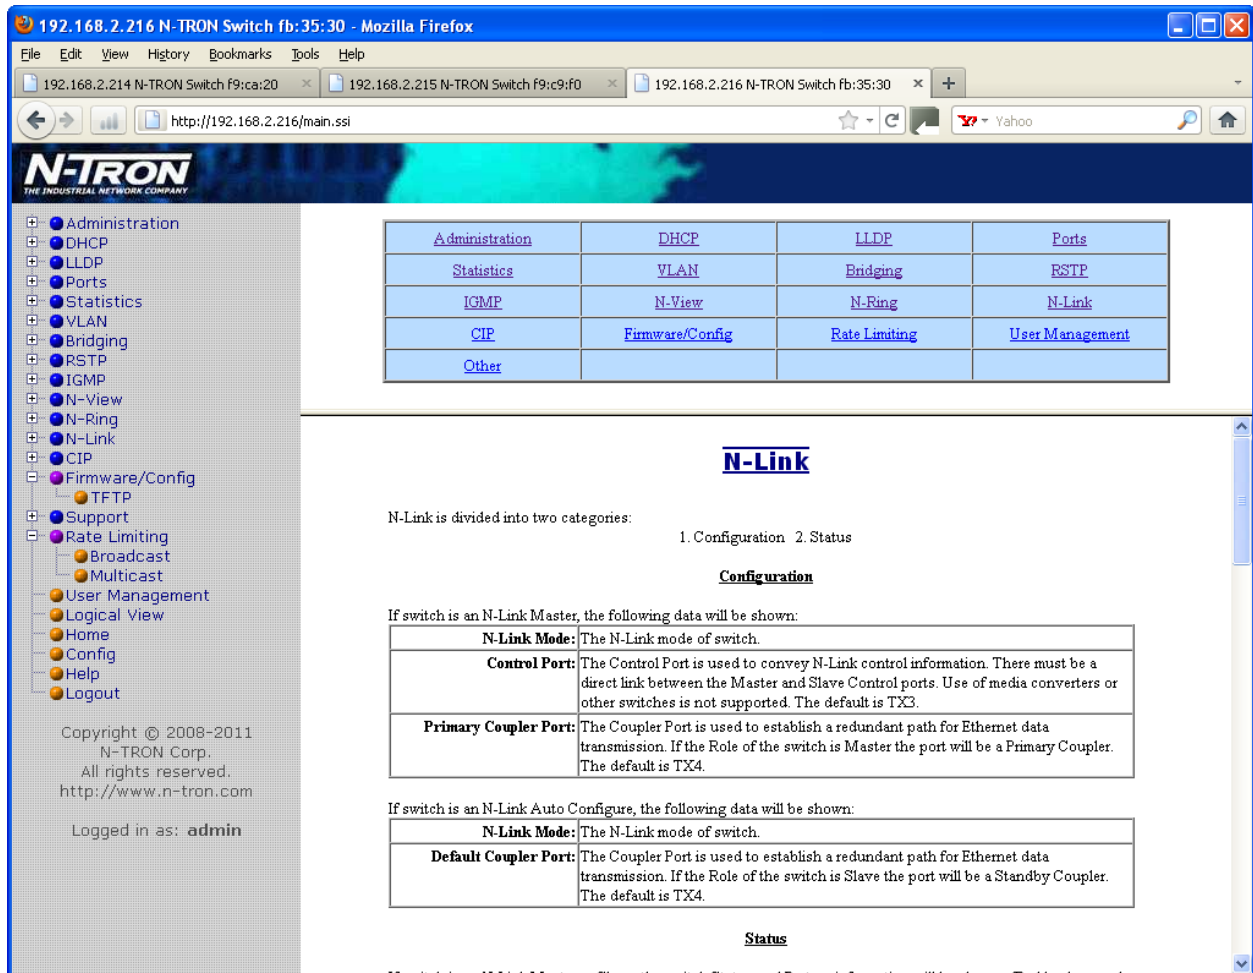 192.168.2.216 N-TRON Switch fb:35:30 - Mozilla Firefox
File Edit View History Bookmarks Tools Help
192.168.2.214 N-TRON Switch f9:ca:20
192.168.2.215 N-TRON Switch f9:c9:f0
192.168.2.216 N-TRON Switch fb:35:30
http://192.168.2.216/main.ssi
Yahoo
N-TRON
THE INDUSTRIAL NETWORK COMPANY
Administration
DHCP
LLDP
Ports
Statistics
VLAN
Bridging
RSTP
IGMP
N-View
N-Ring
N-Link
CIP
Firmware/Config
TFTP
Support
Rate Limiting
Broadcast
Multicast
User Management
Logical View
Home
Config
Help
Logout
Copyright © 2008-2011
N-TRON Corp.
All rights reserved.
http://www.n-tron.com
Logged in as: admin
Administration DHCP LLDP Ports
Statistics VLAN Bridging RSTP
IGMP N-View N-Ring N-Link
CIP Firmware/Config Rate Limiting User Management
Other
N-Link
N-Link is divided into two categories:
1. Configuration 2. Status
Configuration
If switch is an N-Link Master, the following data will be shown:
N-Link Mode: The N-Link mode of switch.
Control Port: The Control Port is used to convey N-Link control information. There must be a
direct link between the Master and Slave Control ports. Use of media converters or
other switches is not supported. The default is TX3.
Primary Coupler Port: The Coupler Port is used to establish a redundant path for Ethernet data
transmission. If the Role of the switch is Master the port will be a Primary Coupler.
The default is TX4.
If switch is an N-Link Auto Configure, the following data will be shown:
N-Link Mode: The N-Link mode of switch.
Default Coupler Port: The Coupler Port is used to establish a redundant path for Ethernet data
transmission. If the Role of the switch is Slave the port will be a Standby Coupler.
The default is TX4.
Status